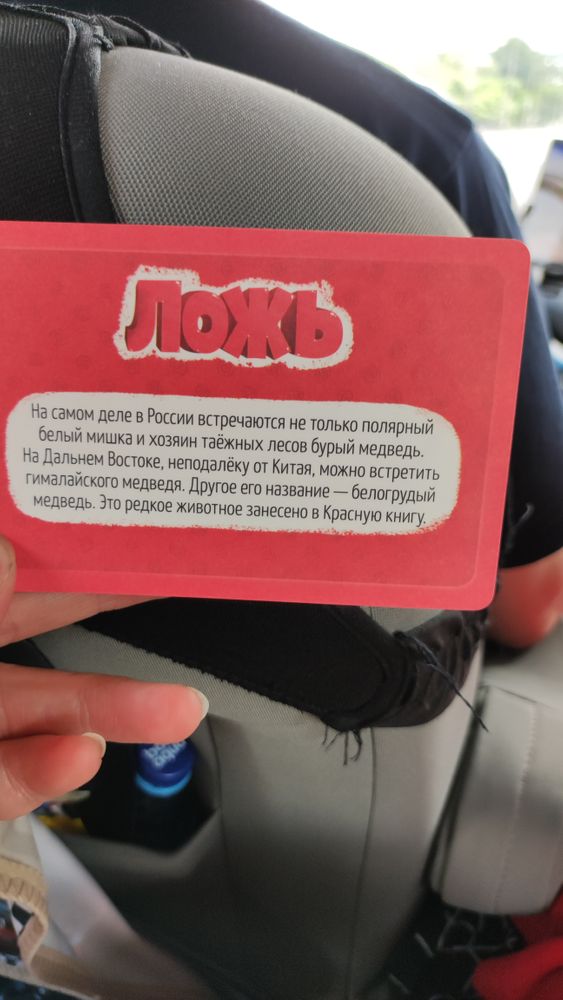 ЛОЖЬ
На самом деле в России встречаются не только полярный
белый мишка и хозяин таёжных лесов бурый медведь.
На Дальнем Востоке, неподалёку от Китая, можно встретить
гималайского медведя. Другое его название — белогрудый
медведь. Это редкое животное занесено в Красную книгу.